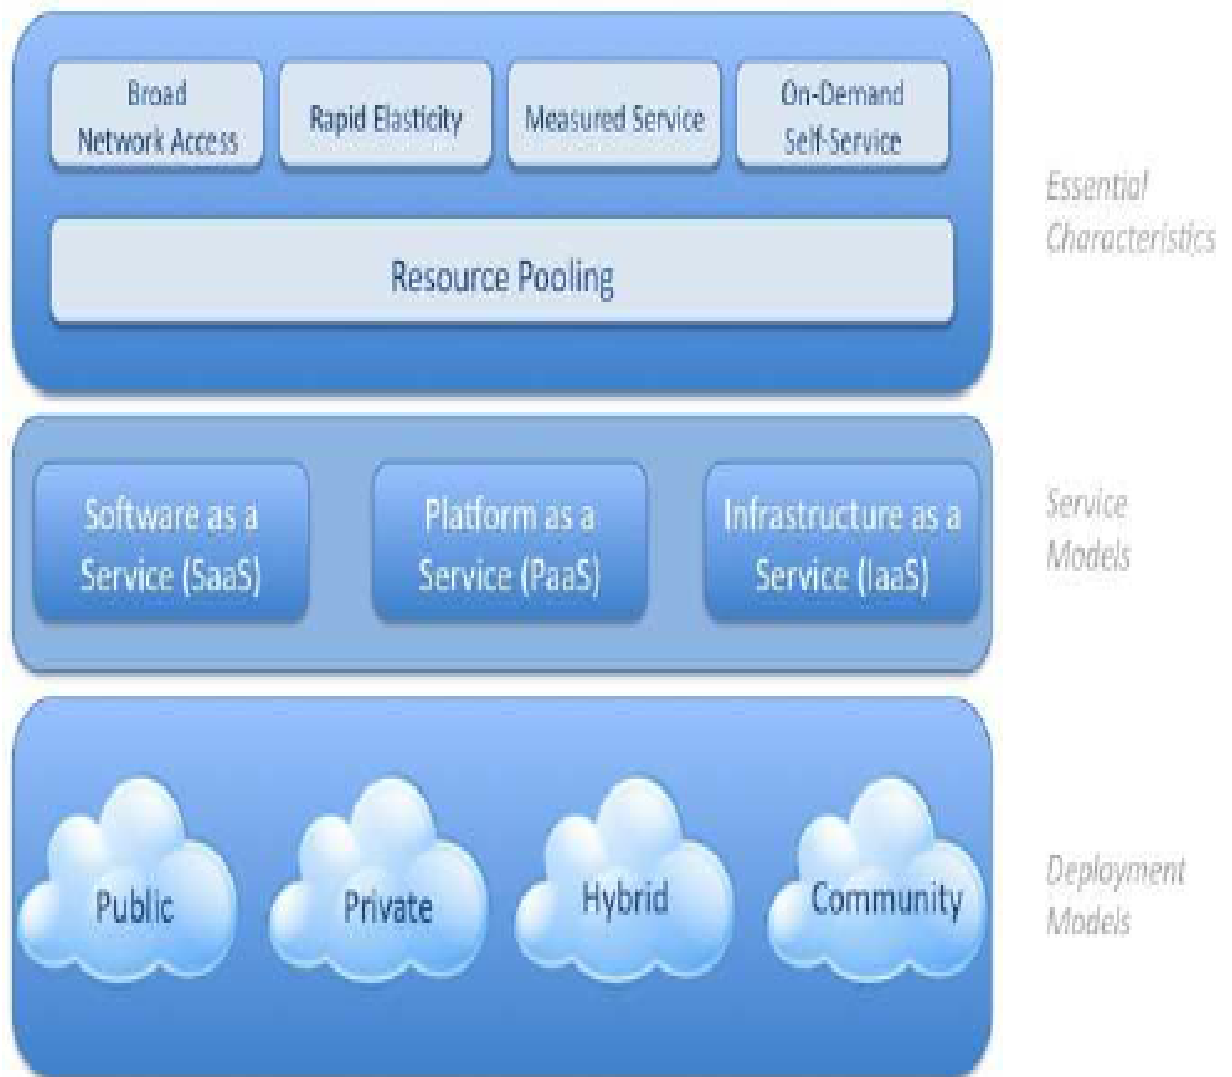 Broad
Network Access
Rapid Elasticity
Measured Service
On-Demand
Self-Service
Resource Pooling
Essential
Characteristics
Software as a
Service (SaaS)
Platform as a
Service (PaaS)
Infrastructure as a
Service (IaaS)
Service
Models
Public
Private
Hybrid
Community
Deployment
Models